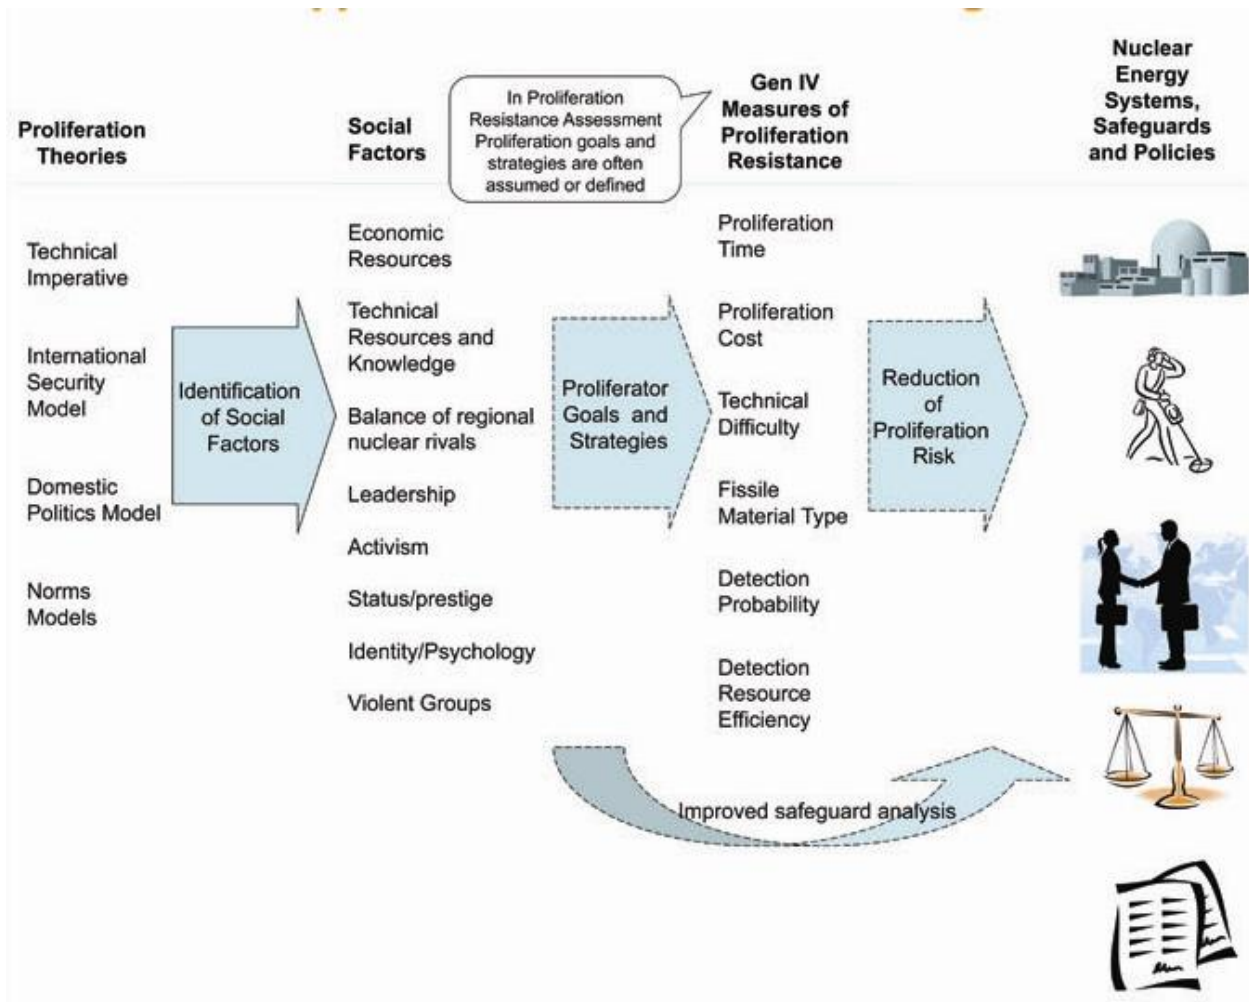 Proliferation
Theories
Technical
Imperative
International
Security
Model
Domestic
Politics Model
Norms
Models
Identification
of Social
Factors
Social
Factors
Economic
Resources
Technical
Resources and
Knowledge
Balance of regional
nuclear rivals
Leadership
Activism
Status/prestige
Identity/Psychology
Violent Groups
In Proliferation
Resistance Assessment
Proliferation goals and
strategies are often
assumed or defined
Proliferator
Goals and
Strategies
Gen IV
Measures of
Proliferation
Resistance
Proliferation
Time
Proliferation
Cost
Technical
Difficulty
Fissile
Material Type
Detection
Probability
Detection
Resource
Efficiency
Reduction
of
Proliferation
Risk
Improved safeguard analysis
Nuclear
Energy
Systems,
Safeguards
and Policies